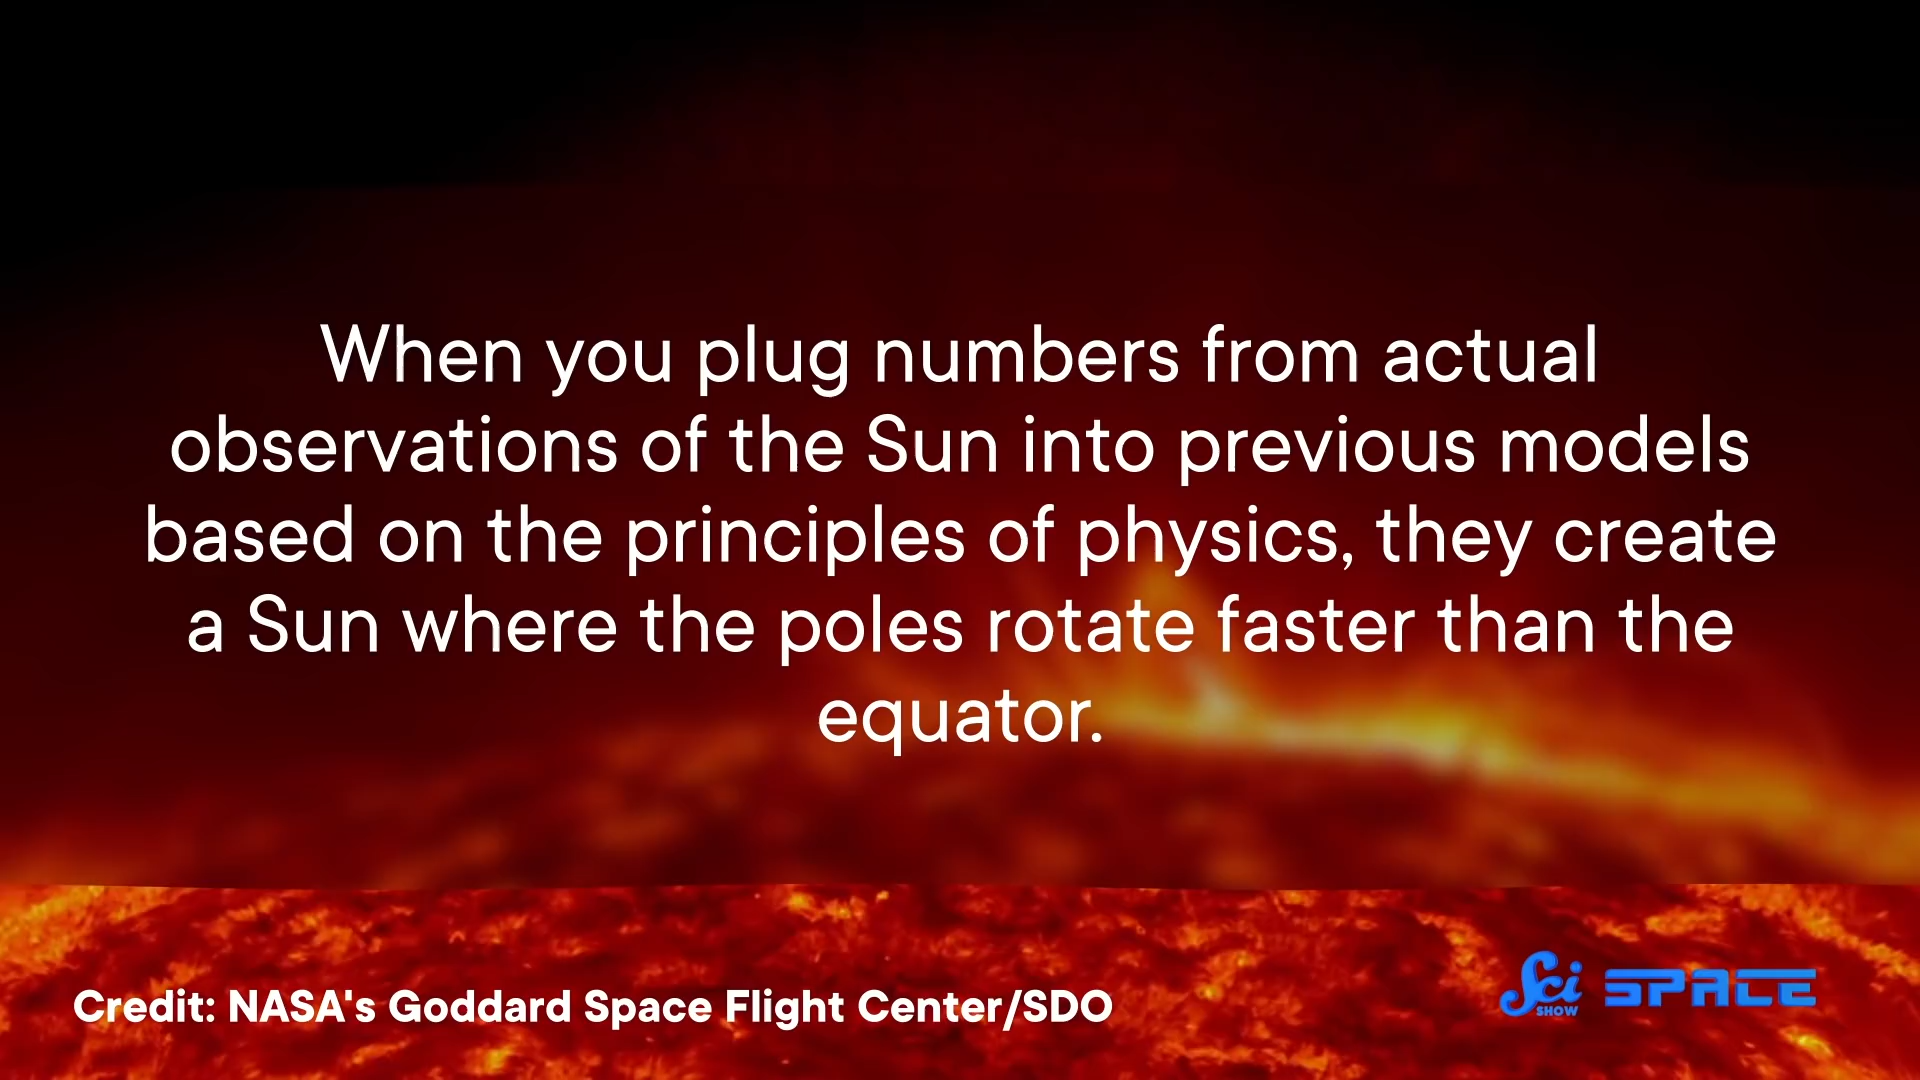 When you plug numbers from actual
observations of the Sun into previous models
based on the principles of physics, they create
a Sun where the poles rotate faster than the
equator.
Credit: NASA's Goddard Space Flight Center/SDO
Sci SHOW SPACE